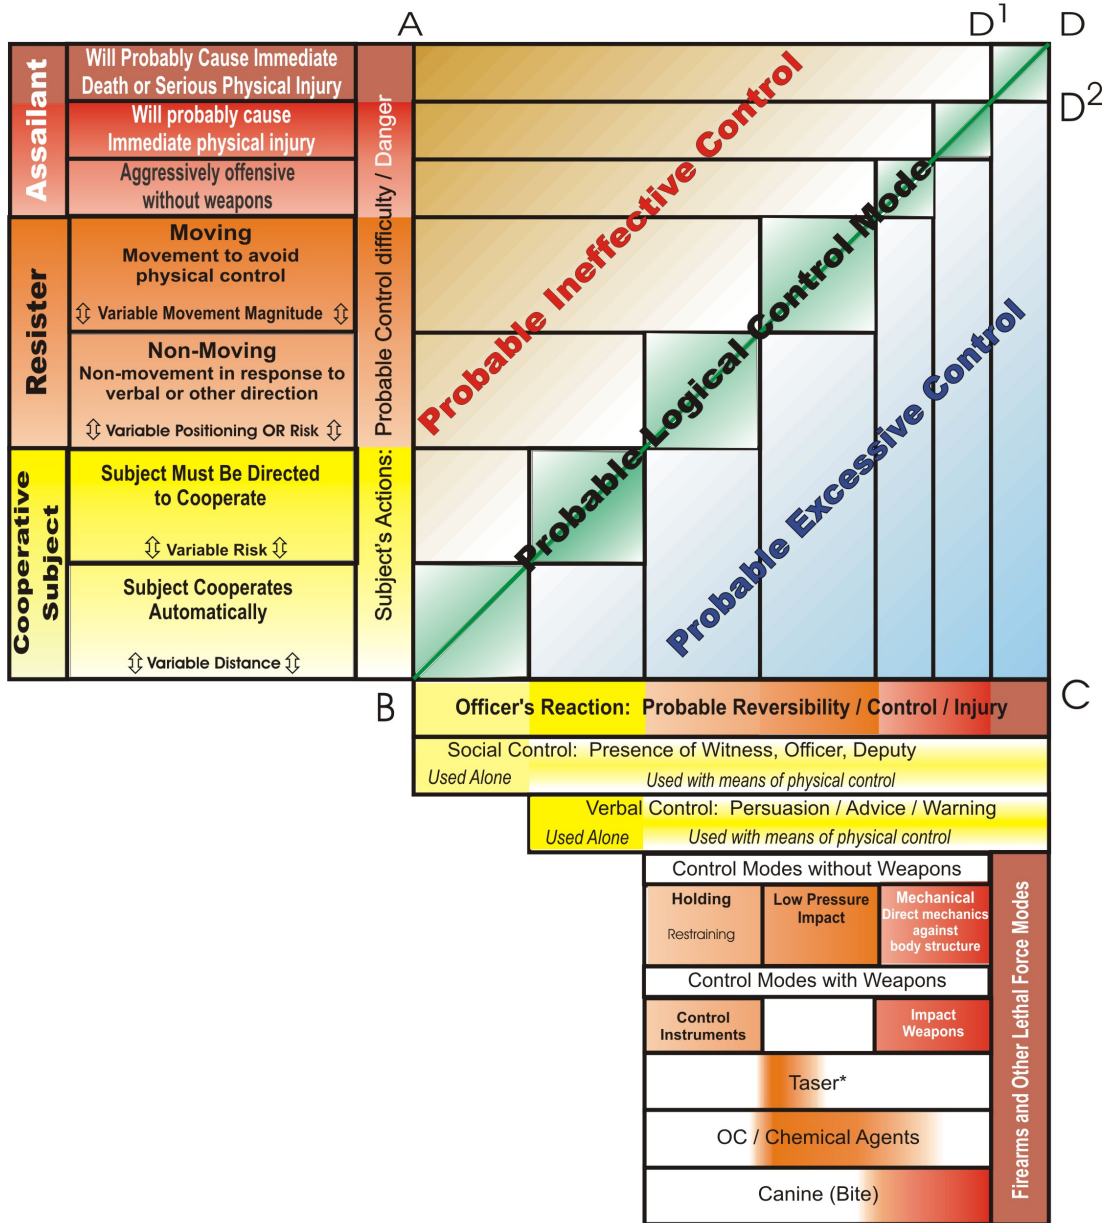 A
D1
D
D2
Assailant
Will Probably Cause Immediate
Death or Serious Physical Injury
Will probably cause
Immediate physical injury
Aggressively offensive
without weapons
Resister
Moving
Movement to avoid
physical control
⇕ Variable Movement Magnitude ⇕
Non-Moving
Non-movement in response to
verbal or other direction
⇕ Variable Positioning OR Risk ⇕
Cooperative
Subject
Subject Must Be Directed
to Cooperate
⇕ Variable Risk ⇕
Subject Cooperates
Automatically
⇕ Variable Distance ⇕
Subject's Actions: Probable Control difficulty / Danger
Probable Ineffective Control
Probable Logical Control Mode
Probable Excessive Control
B
C
Officer's Reaction: Probable Reversibility / Control / Injury
Social Control: Presence of Witness, Officer, Deputy
Used Alone
Used with means of physical control
Verbal Control: Persuasion / Advice / Warning
Used Alone
Used with means of physical control
Control Modes without Weapons
Holding
Restraining
Low Pressure
Impact
Mechanical
Direct mechanics
against
body structure
Control Modes with Weapons
Control
Instruments
Impact
Weapons
Taser*
OC / Chemical Agents
Canine (Bite)
Firearms and Other Lethal Force Modes